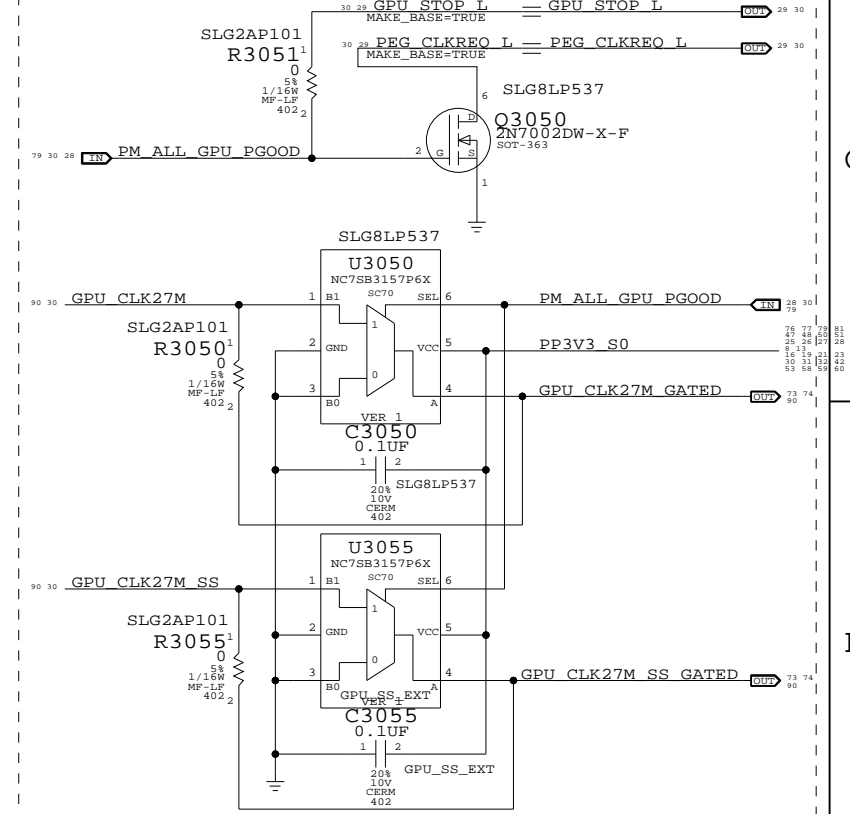 30 29 GPU_STOP_L GPU_STOP_L OUT 29 30
MAKE_BASE=TRUE
SLG2AP101
R3051 1
0
5%
1/16W
MF-LF
402 2
30 29 PEG_CLKREQ_L PEG_CLKREQ_L OUT 29 30
MAKE_BASE=TRUE
6 SLG8LP537
D Q3050
2N7002DW-X-F
SOT-363
79 30 28 IN PM_ALL_GPU_PGOOD 2 G S
1
SLG8LP537
U3050
NC7SB3157P6X
SC70
90 30 GPU_CLK27M 1 B1 SEL 6 PM_ALL_GPU_PGOOD IN 28 30
79
1
SLG2AP101
R3050 1
0
5%
1/16W
MF-LF
402 2
2 GND VCC 5 PP3V3_S0
76 77 79 81
47 48 50 51
25 26 27 28
8 13
16 19 21 23
30 31 32 42
53 58 59 60
0
3 B0 A 4 GPU_CLK27M_GATED OUT 73 74
90
VER 1
C3050
0.1UF
1 2
SLG8LP537
20%
10V
CERM
402
U3055
NC7SB3157P6X
SC70
90 30 GPU_CLK27M_SS 1 B1 SEL 6
1
SLG2AP101
R3055 1
0
5%
1/16W
MF-LF
402 2
2 GND VCC 5
0
3 B0 A 4 GPU_CLK27M_SS_GATED OUT 73 74
90
GPU_SS_EXT
VER 1
C3055
0.1UF
1 2
GPU_SS_EXT
20%
10V
CERM
402